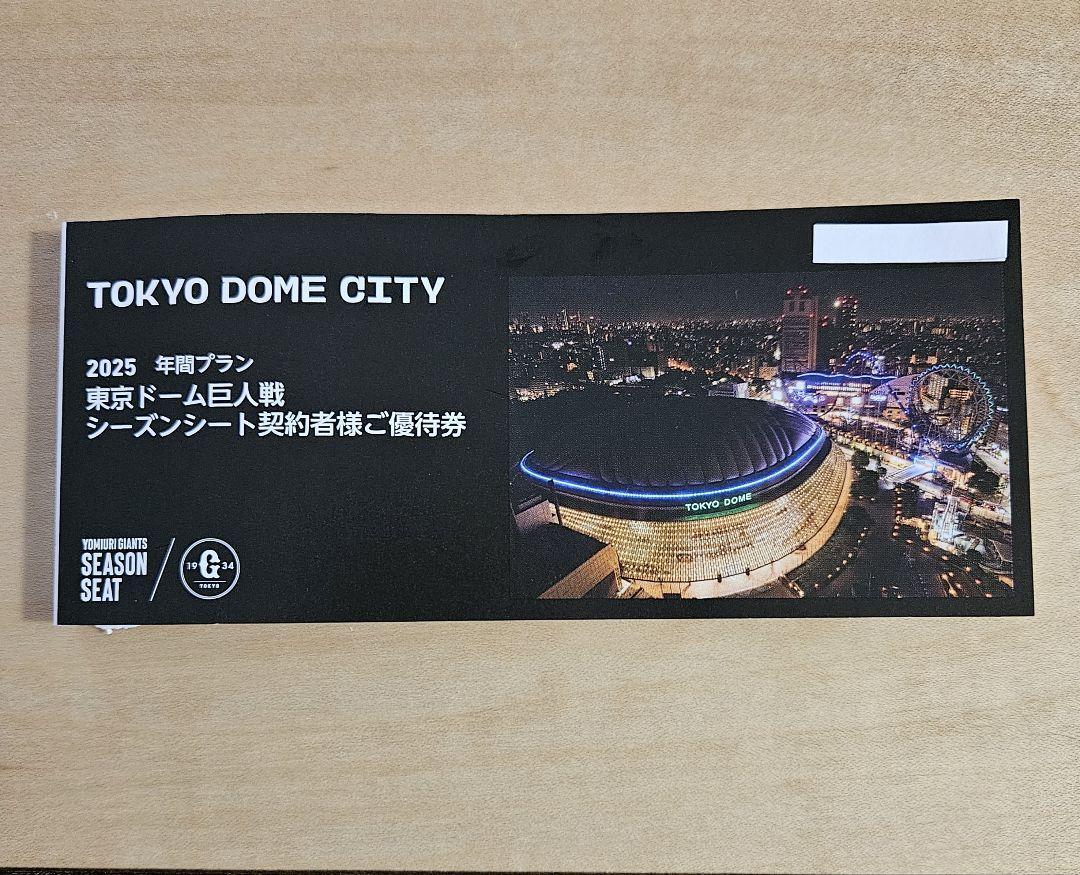 TOKYO DOME CITY
2025 年間プラン
東京ドーム巨人戦
シーズンシート契約者様ご優待券
TOKYO DOME
YOMIURI GIANTS
SEASON
SEAT
19 G 34
TOKYO